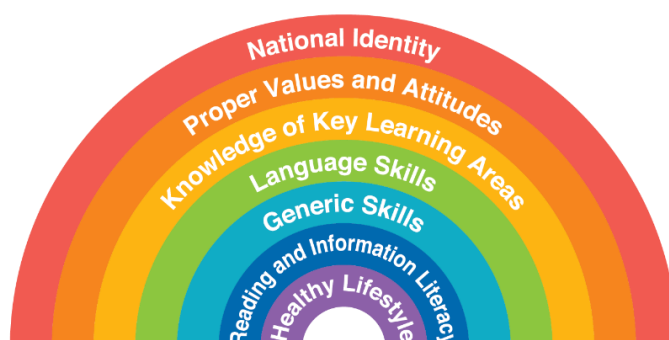 National Identity
Proper Values and Attitudes
Knowledge of Key Learning Areas
Language Skills
Generic Skills
Reading and Information Literacy
Healthy Lifestyle